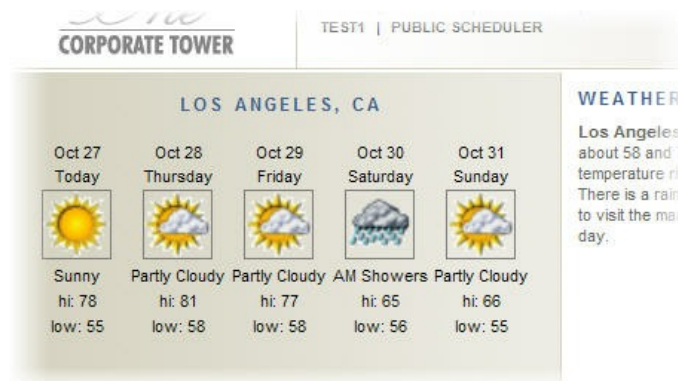 The
CORPORATE TOWER
TEST1 | PUBLIC SCHEDULER
LOS ANGELES, CA
Oct 27 Oct 28 Oct 29 Oct 30 Oct 31
Today Thursday Friday Saturday Sunday
Sunny Partly Cloudy Partly Cloudy AM Showers Partly Cloudy
hi: 78 hi: 81 hi: 77 hi: 65 hi: 66
low: 55 low: 58 low: 58 low: 56 low: 55
WEATHER
Los Angeles
about 58 and
temperature
There is a
to visit the
day.